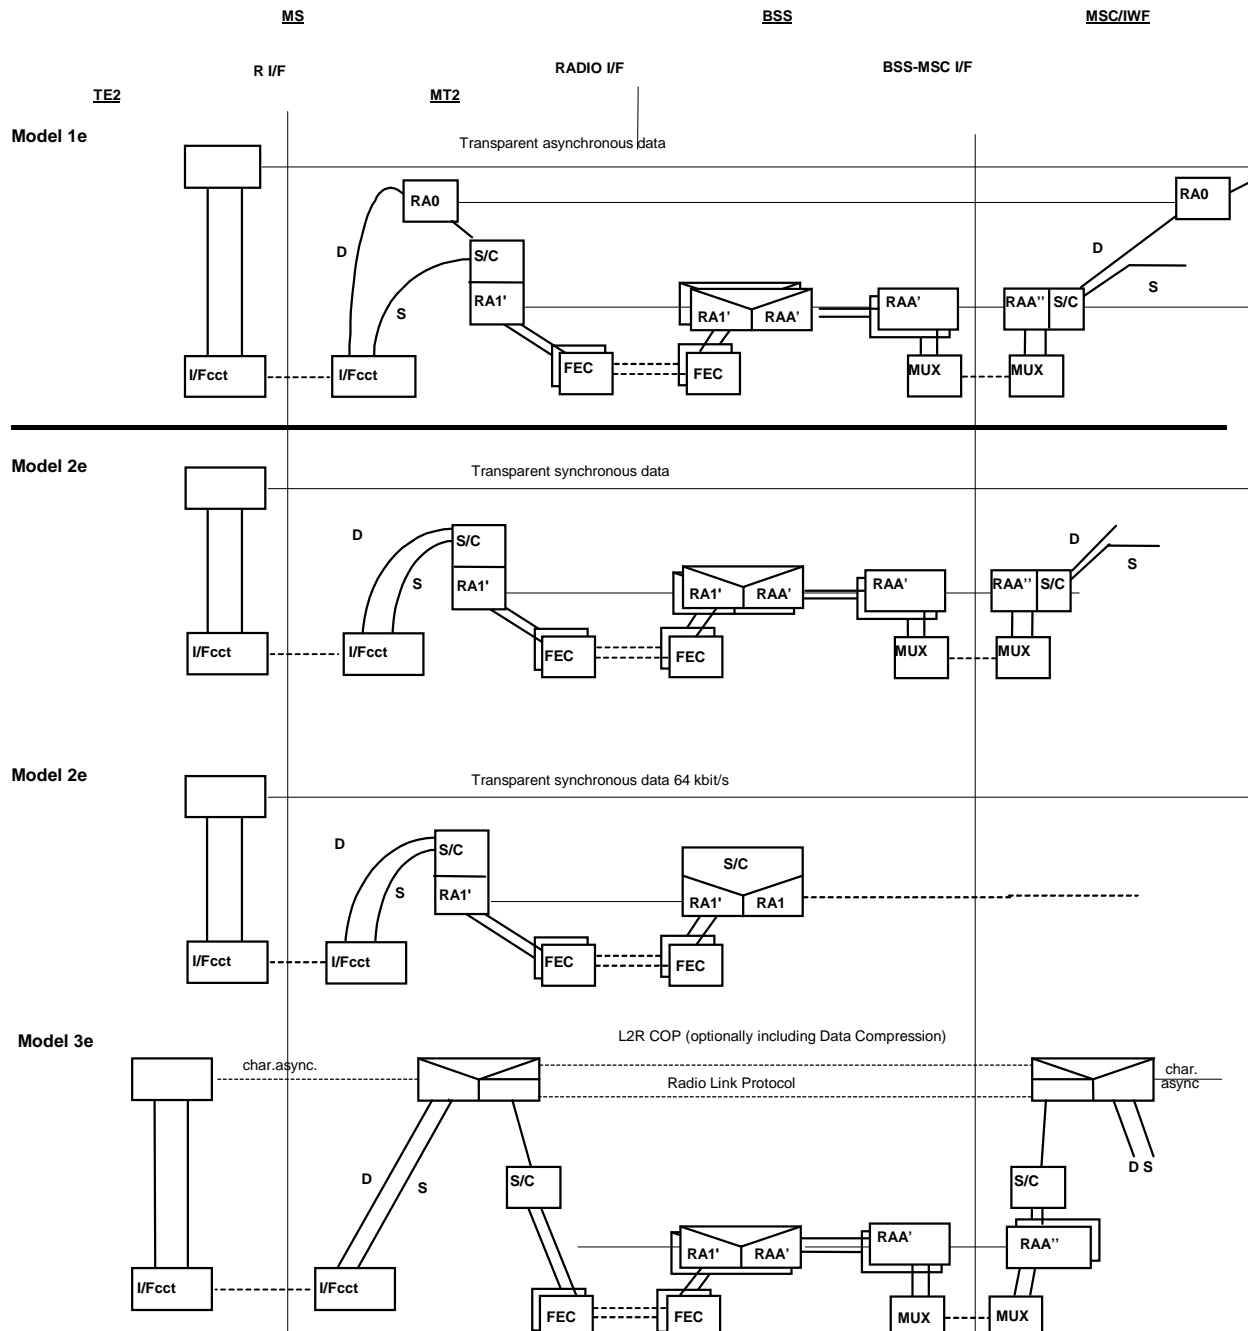 MS BSS MSC/IWF
R I/F RADIO I/F BSS-MSC I/F
TE2 MT2
Model 1e
Transparent asynchronous data
RA0 RA0
D S/C D
S RA1' RA1’ RAA’ RAA’ RAA’’ S/C S
I/Fcct I/Fcct FEC FEC MUX MUX
Model 2e
Transparent synchronous data
D S/C D
S RA1' RA1' RAA’ RAA’ RAA’’ S/C S
I/Fcct I/Fcct FEC FEC MUX MUX
Model 2e
Transparent synchronous data 64 kbit/s
D S/C S/C
S RA1' RA1' RA1
I/Fcct I/Fcct FEC FEC
Model 3e
L2R COP (optionally including Data Compression)
char.async. char.
Radio Link Protocol async
D S S/C S/C D S
RA1' RAA’ RAA’ RAA’’
I/Fcct I/Fcct FEC FEC MUX MUX